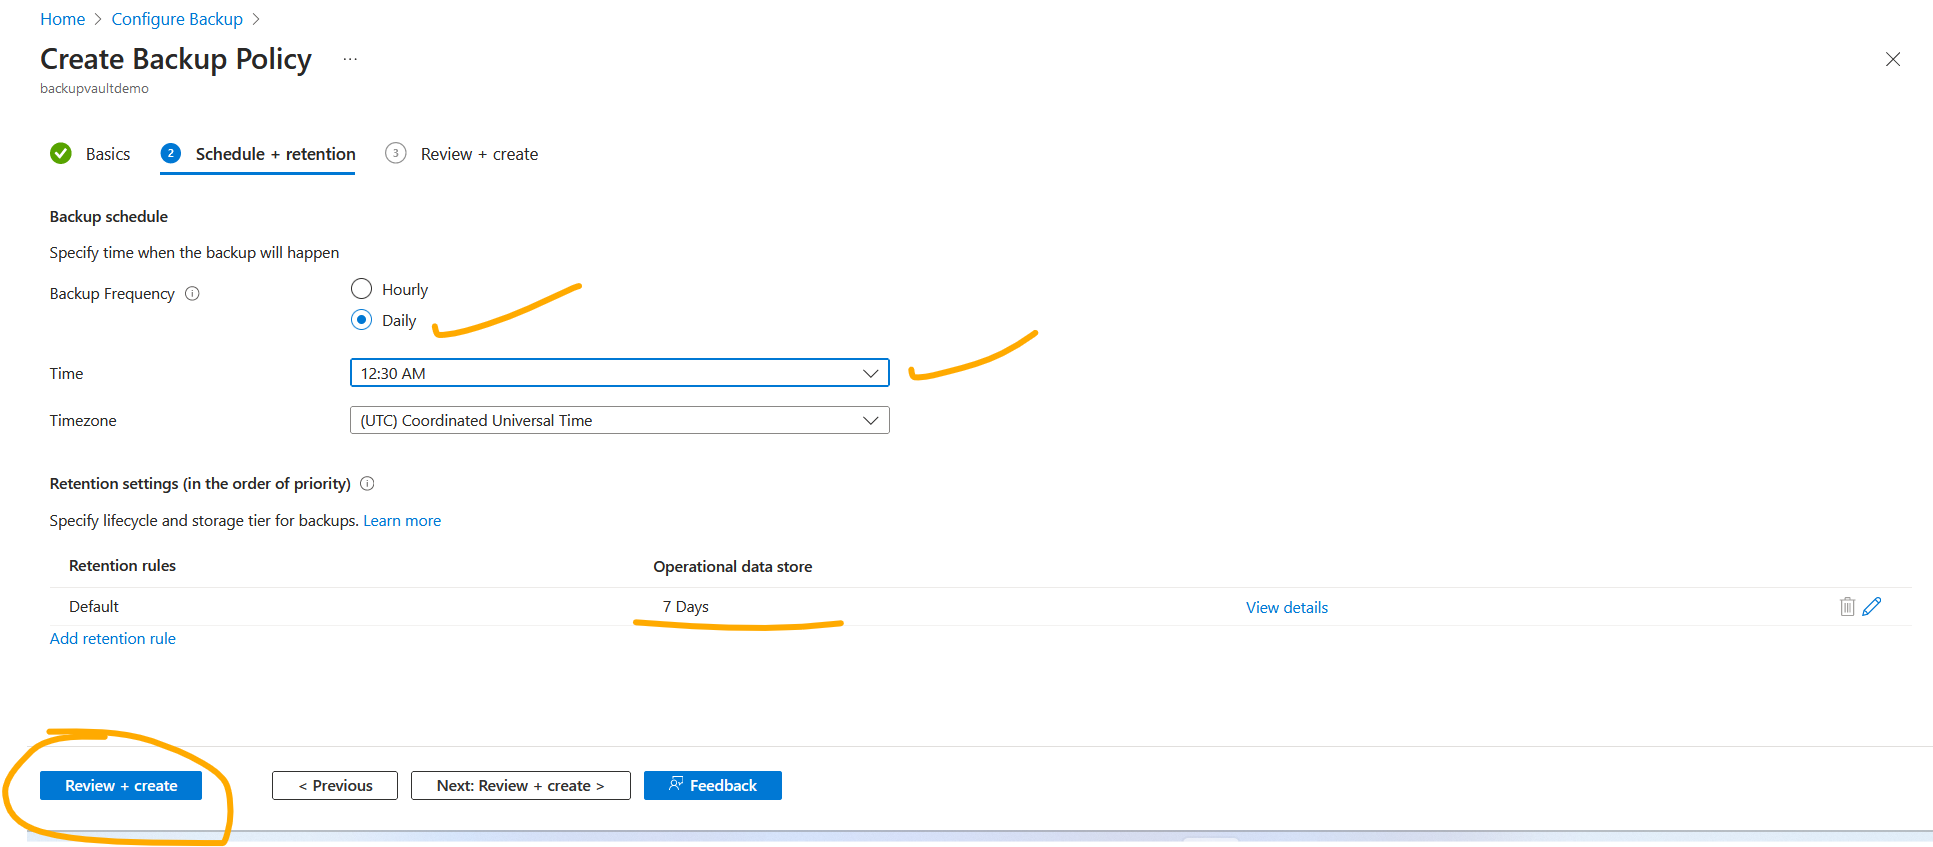 Home > Configure Backup >
Create Backup Policy ...
backupvaultdemo
Basics 2 Schedule + retention 3 Review + create
Backup schedule
Specify time when the backup will happen
Backup Frequency
Hourly
Daily
Time 12:30 AM
Timezone (UTC) Coordinated Universal Time
Retention settings (in the order of priority)
Specify lifecycle and storage tier for backups. Learn more
Retention rules Operational data store
Default 7 Days View details
Add retention rule
Review + create < Previous Next: Review + create > Feedback